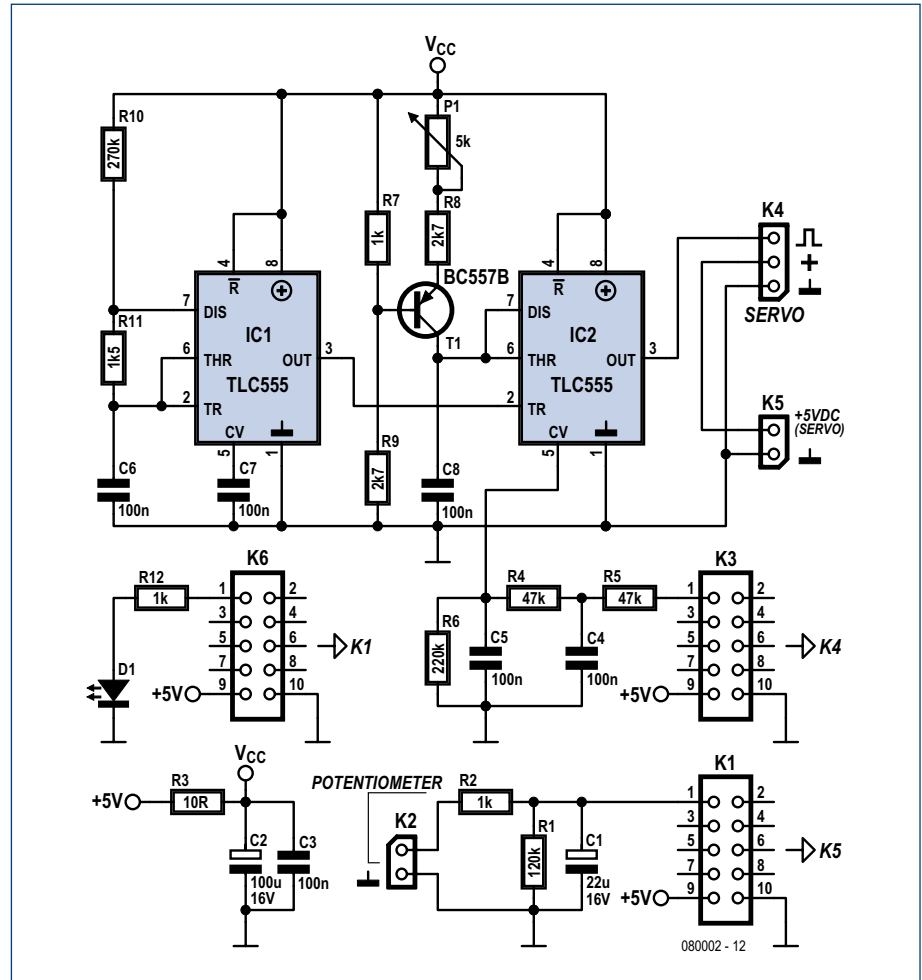 VCC
R10
270k
P1
5k
R7
1k
R8
2k7
BC557B
T1
K4
+
SERVO
4
8
R
7
DIS
IC1
6
THR
OUT
3
TLC555
2
TR
CV
5
1
R11
1k5
4
8
R
7
DIS
IC2
6
THR
OUT
3
TLC555
2
TR
CV
5
1
K5
+5VDC
(SERVO)
C6
100n
C7
100n
R9
2k7
C8
100n
K6
R12
1k
1
2
3
4
5
6
7
8
9
10
K1
D1
+5V
R4
47k
R5
47k
R6
220k
C5
100n
C4
100n
K3
1
2
3
4
5
6
7
8
9
10
K4
+5V
VCC
+5V
R3
10R
C2
100u
16V
C3
100n
POTENTIOMETER
K2
R2
1k
R1
120k
C1
22u
16V
K1
1
2
3
4
5
6
7
8
9
10
K5
+5V
080002 - 12